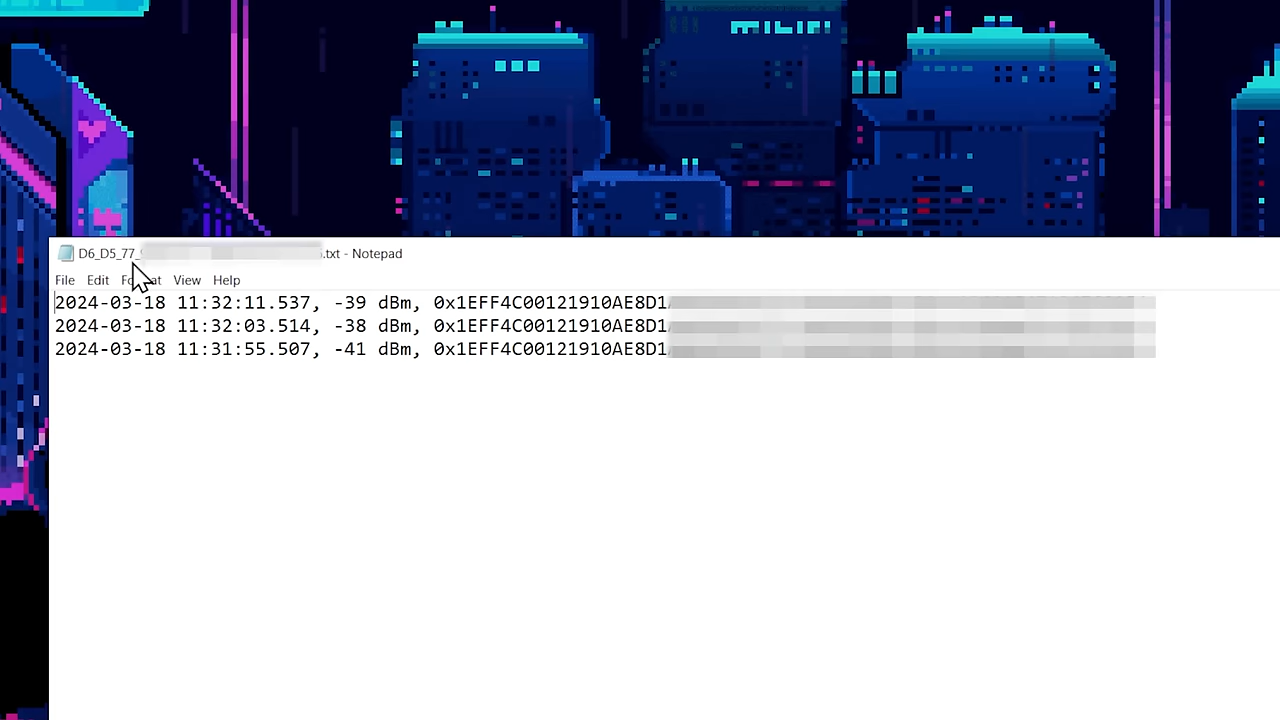 D6_D5_77_ .txt - Notepad
File Edit Format View Help
2024-03-18 11:32:11.537, -39 dBm, 0x1EFF4C00121910AE8D1
2024-03-18 11:32:03.514, -38 dBm, 0x1EFF4C00121910AE8D1
2024-03-18 11:31:55.507, -41 dBm, 0x1EFF4C00121910AE8D1